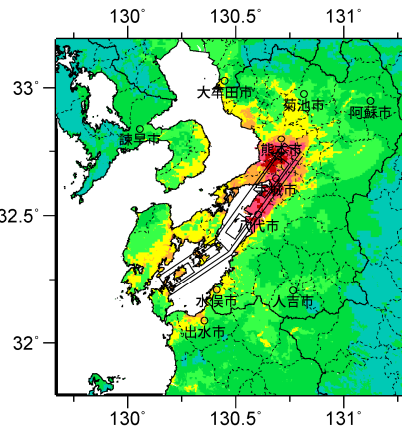 130° 130.5° 131°
33°
大牟田市
菊池市
阿蘇市
諫早市
熊本市
宇城市
32.5°
八代市
水俣市
人吉市
出水市
32°
130° 130.5° 131°